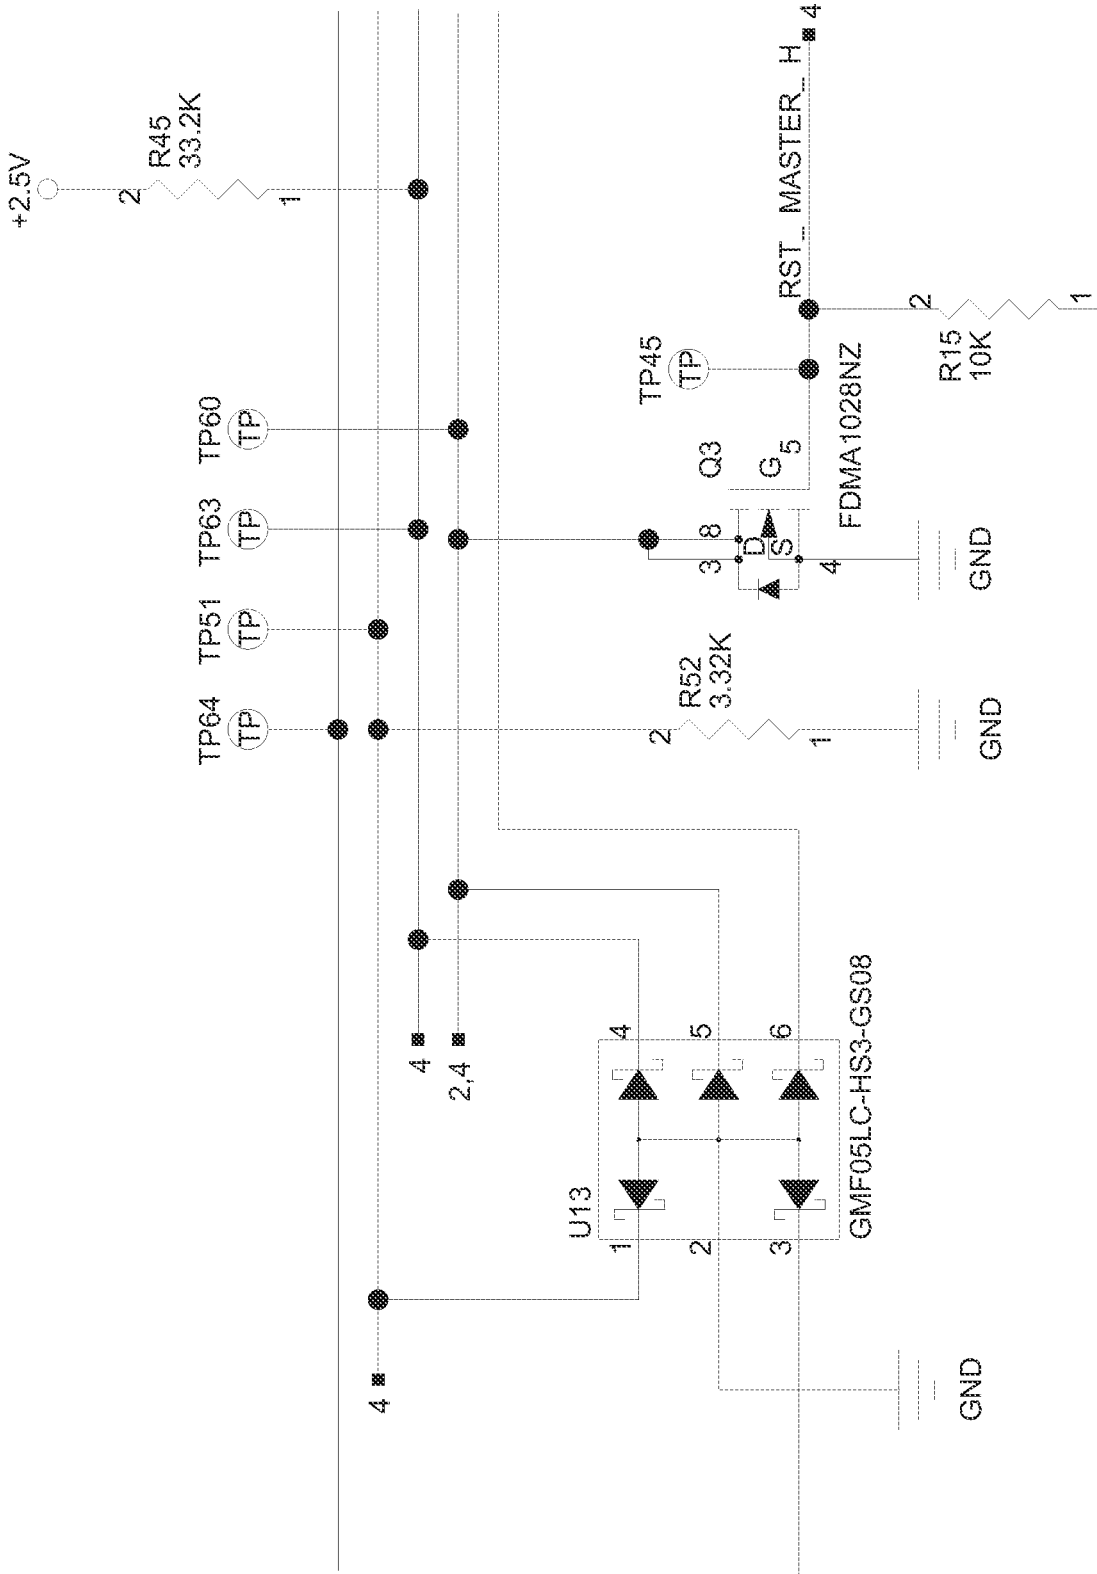 +2.5V
2
R45
33.2K
1
TP64
TP
TP51
TP
TP63
TP
TP60
TP
4
2,4
4
R52
3.32K
2
1
GND
Q3
3
8
D
S
G
5
4
FDMA1028NZ
GND
TP45
TP
RST_MASTER_H
4
2
R15
10K
1
U13
1
2
3
4
5
6
GMF05LC-HS3-GS08
GND